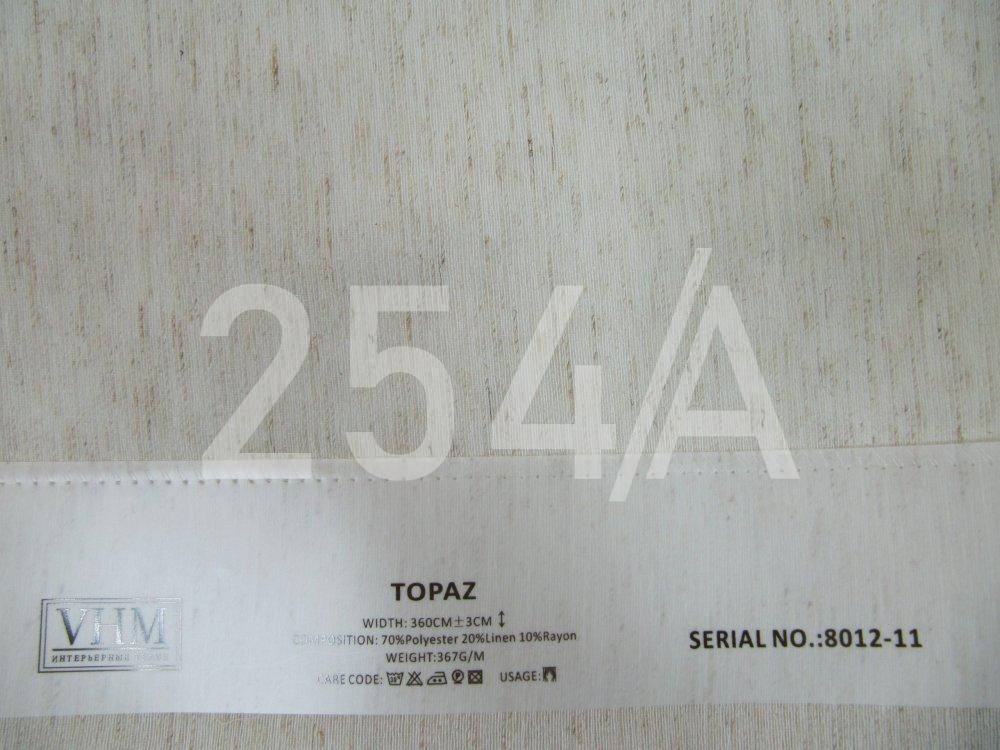 254/A
TOPAZ
WIDTH: 360CM±3CM
COMPOSITION: 70%Polyester 20%Linen 10%Rayon
WEIGHT:367G/M
CARE CODE:
USAGE:
VHM
ИНТЕРЬЕРНЫЕ ТКАНИ
SERIAL NO.:8012-11